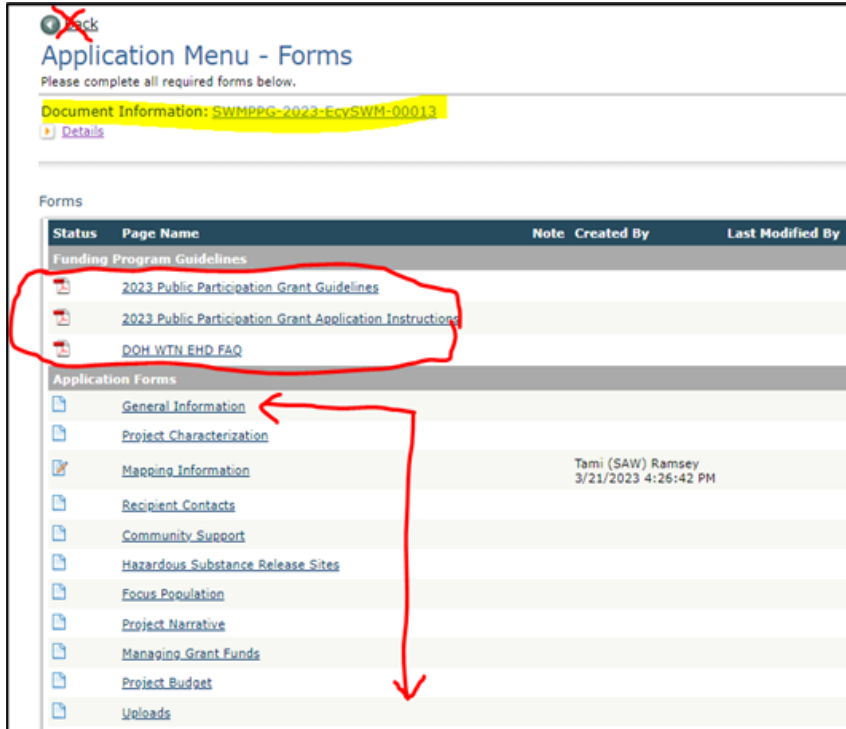 Back
Application Menu - Forms
Please complete all required forms below.
Document Information: SWMPPG-2023-EcySWM-00013
Details
Forms
Status Page Name Note Created By Last Modified By
Funding Program Guidelines
2023 Public Participation Grant Guidelines
2023 Public Participation Grant Application Instructions
DOH WTN EHD FAQ
Application Forms
General Information
Project Characterization
Mapping Information Tami (SAW) Ramsey
3/21/2023 4:26:42 PM
Recipient Contacts
Community Support
Hazardous Substance Release Sites
Focus Population
Project Narrative
Managing Grant Funds
Project Budget
Uploads